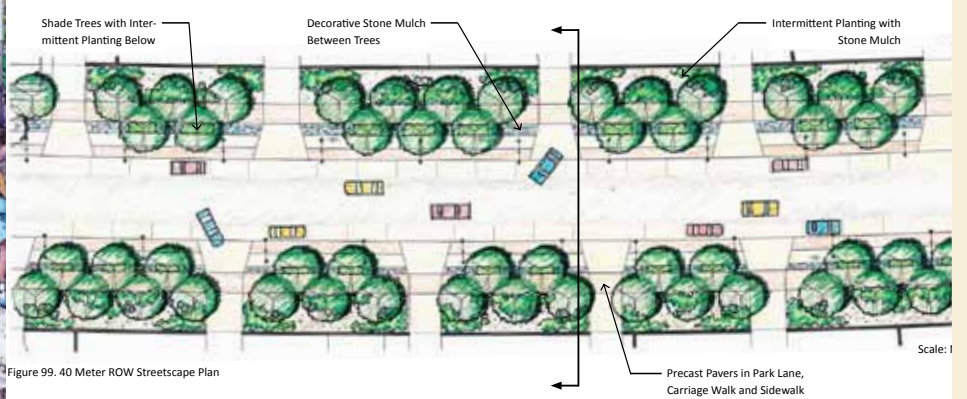 Shade Trees with Inter-
mittent Planting Below
Decorative Stone Mulch
Between Trees
Intermittent Planting with
Stone Mulch
Scale:
Figure 99. 40 Meter ROW Streetscape Plan
Precast Pavers in Park Lane,
Carriage Walk and Sidewalk